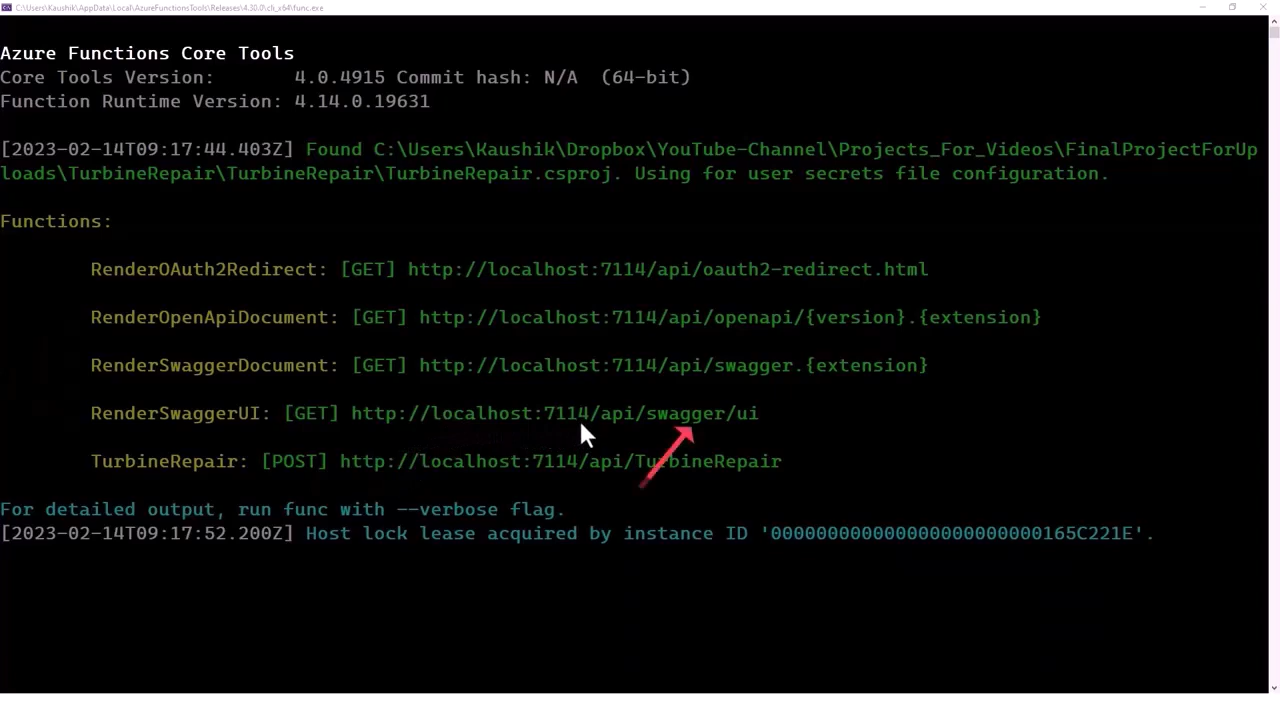 C:\Users\Kaushik\AppData\Local\AzureFunctionsTools\Releases\4.30.0\cli_x64\func.exe
Azure Functions Core Tools
Core Tools Version:       4.0.4915 Commit hash: N/A  (64-bit)
Function Runtime Version: 4.14.0.19631
[2023-02-14T09:17:44.403Z] Found C:\Users\Kaushik\Dropbox\YouTube-Channel\Projects_For_Videos\FinalProjectForUp
loads\TurbineRepair\TurbineRepair\TurbineRepair.csproj. Using for user secrets file configuration.
Functions:
RenderOAuth2Redirect: [GET] http://localhost:7114/api/oauth2-redirect.html
RenderOpenApiDocument: [GET] http://localhost:7114/api/openapi/{version}.{extension}
RenderSwaggerDocument: [GET] http://localhost:7114/api/swagger.{extension}
RenderSwaggerUI: [GET] http://localhost:7114/api/swagger/ui
TurbineRepair: [POST] http://localhost:7114/api/TurbineRepair
For detailed output, run func with --verbose flag.
[2023-02-14T09:17:52.200Z] Host lock lease acquired by instance ID '000000000000000000000000165C221E'.